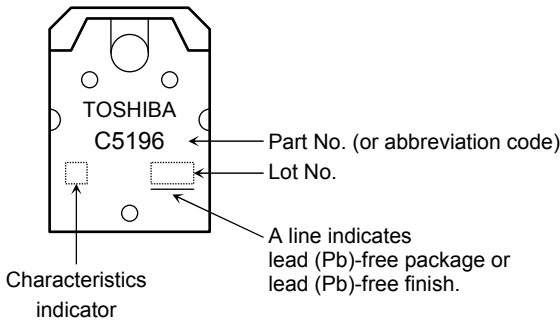 TOSHIBA
C5196
Part No. (or abbreviation code)
Lot No.
A line indicates
lead (Pb)-free package or
lead (Pb)-free finish.
Characteristics
indicator